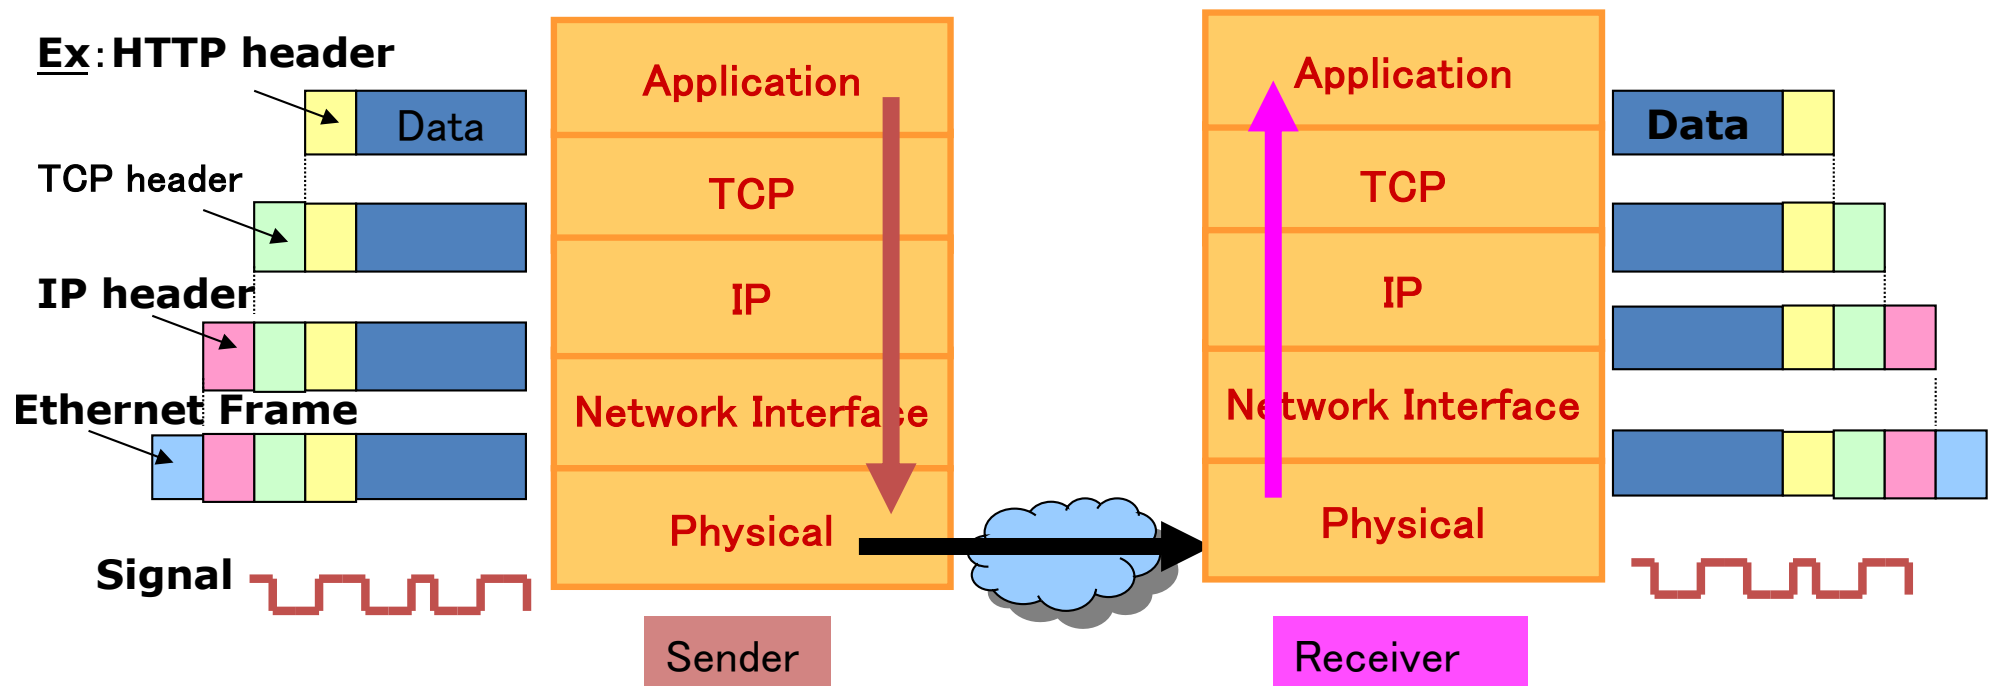 Ex:HTTP header
Data
TCP header
IP header
Ethernet Frame
Signal
Application
TCP
IP
Network Interface
Physical
Sender
Application
TCP
IP
Network Interface
Physical
Receiver
Data